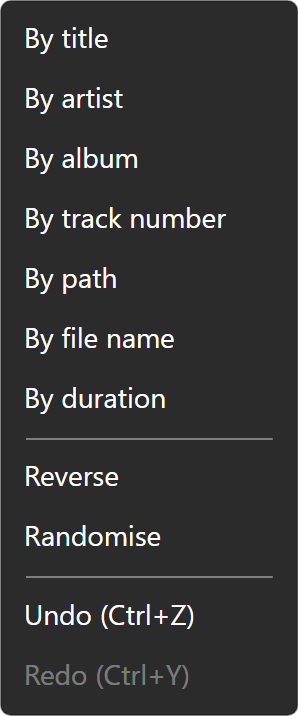 By title
By artist
By album
By track number
By path
By file name
By duration
Reverse
Randomise
Undo (Ctrl+Z)
Redo (Ctrl+Y)